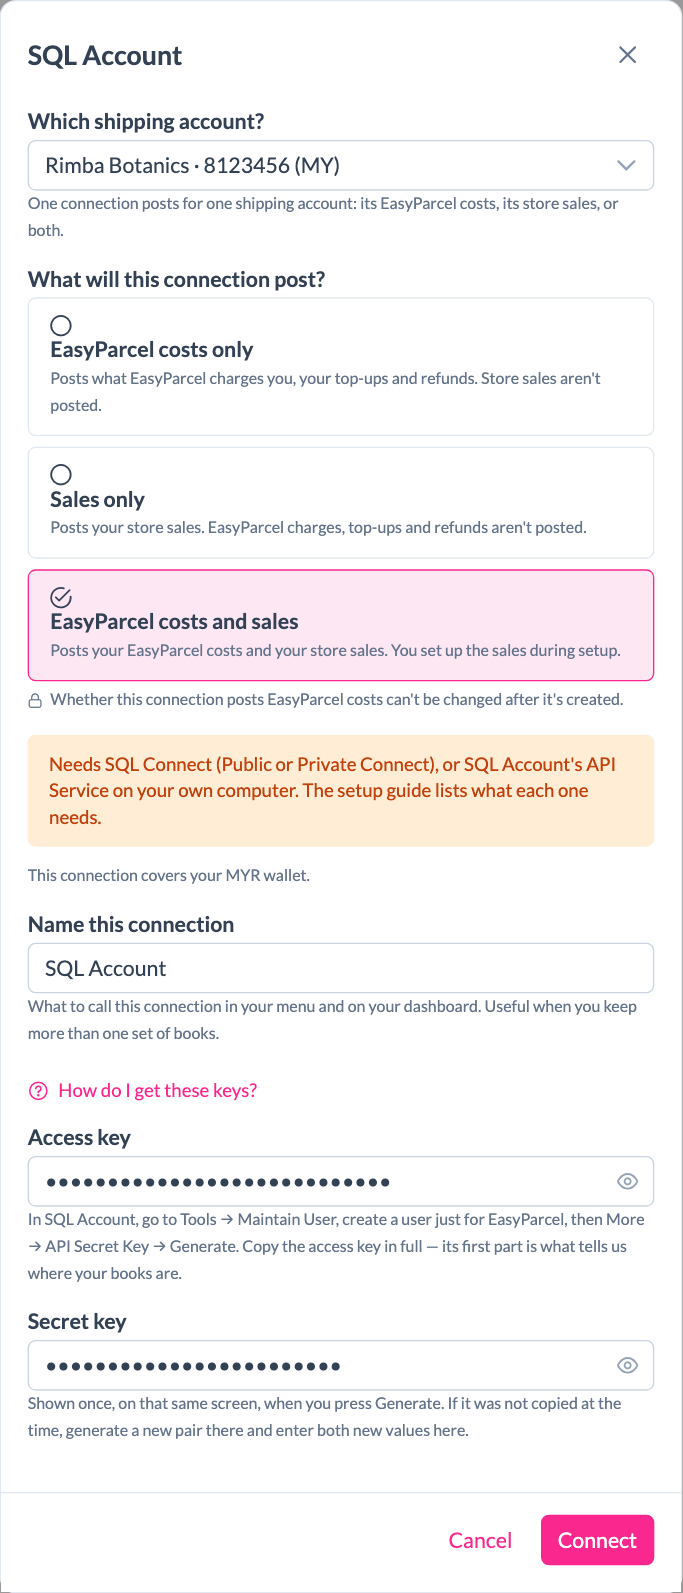 SQL Account
Which shipping account?
Rimba Botanics · 8123456 (MY)
One connection posts for one shipping account: its EasyParcel costs, its store sales, or
both.
What will this connection post?
EasyParcel costs only
Posts what EasyParcel charges you, your top-ups and refunds. Store sales aren't
posted.
Sales only
Posts your store sales. EasyParcel charges, top-ups and refunds aren't posted.
EasyParcel costs and sales
Posts your EasyParcel costs and your store sales. You set up the sales during setup.
Whether this connection posts EasyParcel costs can't be changed after it's created.
Needs SQL Connect (Public or Private Connect), or SQL Account's API
Service on your own computer. The setup guide lists what each one
needs.
This connection covers your MYR wallet.
Name this connection
SQL Account
What to call this connection in your menu and on your dashboard. Useful when you keep
more than one set of books.
How do I get these keys?
Access key
••••••••••••••••••••••••••••
In SQL Account, go to Tools → Maintain User, create a user just for EasyParcel, then More
→ API Secret Key → Generate. Copy the access key in full — its first part is what tells us
where your books are.
Secret key
••••••••••••••••••••••••
Shown once, on that same screen, when you press Generate. If it was not copied at the
time, generate a new pair there and enter both new values here.
Cancel
Connect